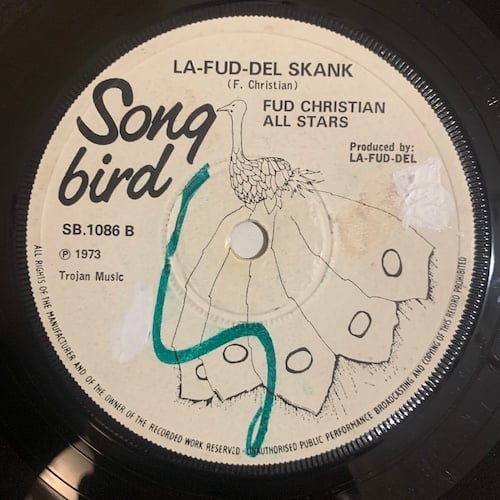 LA-FUD-DEL SKANK
(F. Christian)
Song
bird
FUD CHRISTIAN
ALL STARS
Produced by:
LA-FUD-DEL
SB.1086 B
Ⓟ 1973
Trojan Music
ALL RIGHTS OF THE MANUFACTURER AND OF THE OWNER OF THE RECORDED WORK RESERVED - UNAUTHORISED PUBLIC PERFORMANCE BROADCASTING AND COPYING OF THIS RECORD PROHIBITED